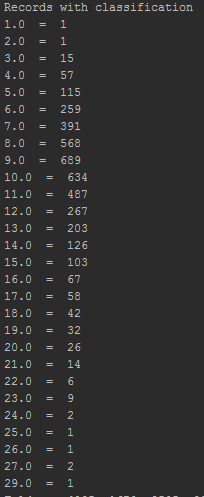 Records with classification
1.0 = 1
2.0 = 1
3.0 = 15
4.0 = 57
5.0 = 115
6.0 = 259
7.0 = 391
8.0 = 568
9.0 = 689
10.0 = 634
11.0 = 487
12.0 = 267
13.0 = 203
14.0 = 126
15.0 = 103
16.0 = 67
17.0 = 58
18.0 = 42
19.0 = 32
20.0 = 26
21.0 = 14
22.0 = 6
23.0 = 9
24.0 = 2
25.0 = 1
26.0 = 1
27.0 = 2
29.0 = 1